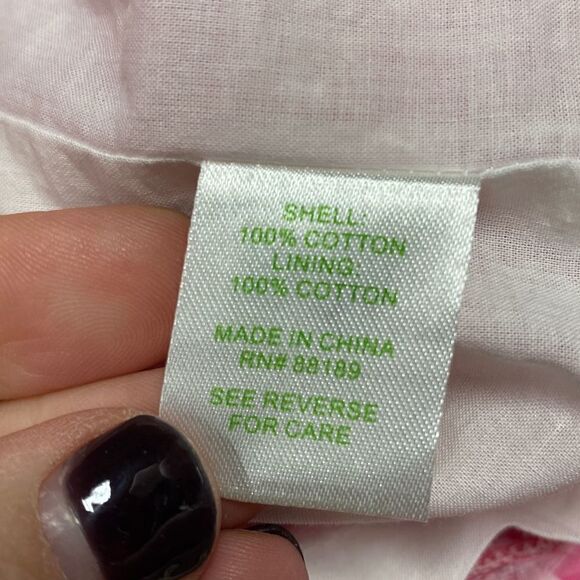 SHELL:
100% COTTON
LINING:
100% COTTON
MADE IN CHINA
RN# 88189
SEE REVERSE
FOR CARE